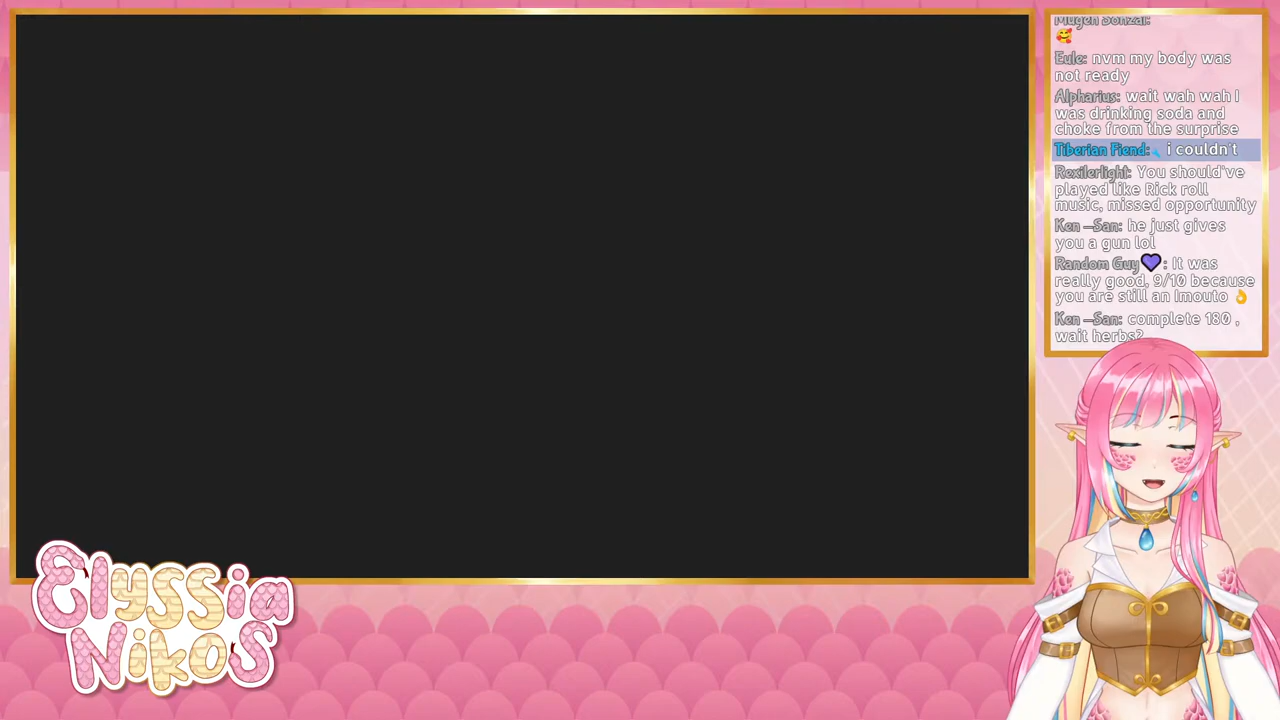 Mugen Sonzai:
🥰
Eule: nvm my body was
not ready
Alpharius: wait wah wah I
was drinking soda and
choke from the surprise
Tiberian Fiend: i couldn't
Rexilerlight: You should've
played like Rick roll
music, missed opportunity
Ken —San: he just gives
you a gun lol
Random Guy💜: It was
really good, 9/10 because
you are still an Imouto 👌
Ken —San: complete 180 ,
wait herbs?
Elyssia
Nikos